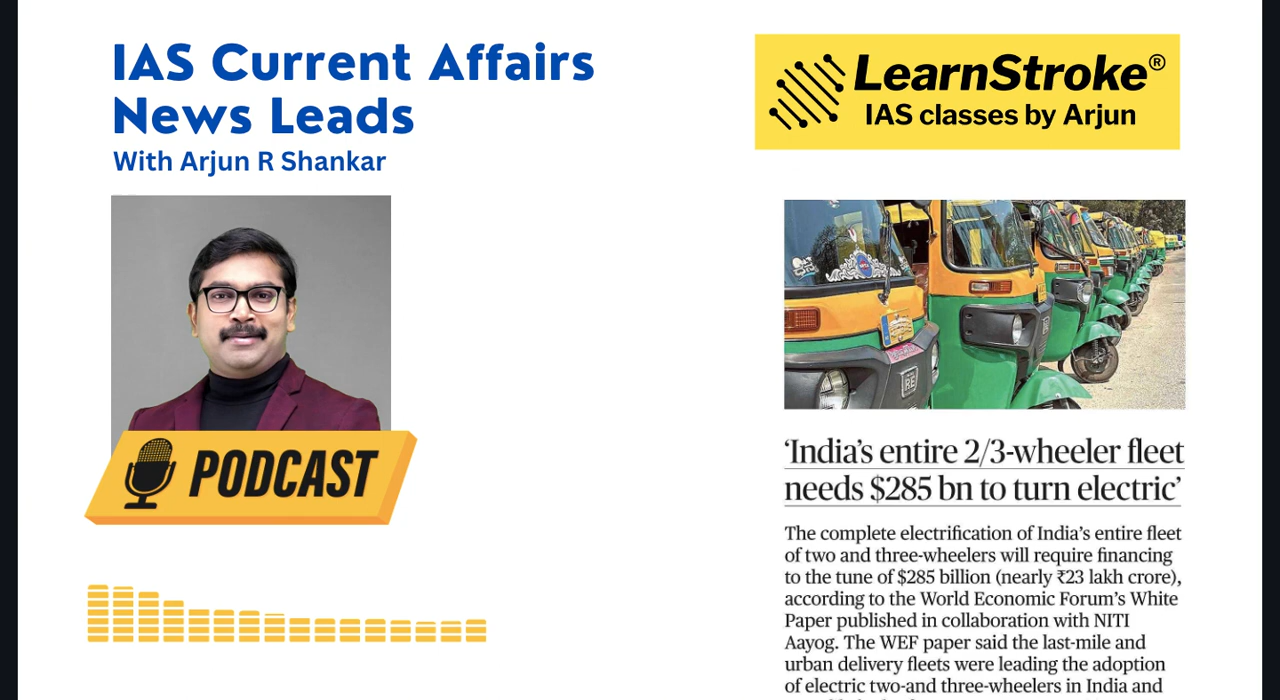 IAS Current Affairs
News Leads
With Arjun R Shankar
LearnStroke®
IAS classes by Arjun
PODCAST
RE
‘India’s entire 2/3-wheeler fleet
needs $285 bn to turn electric’
The complete electrification of India’s entire fleet
of two and three-wheelers will require financing
to the tune of $285 billion (nearly ₹23 lakh crore),
according to the World Economic Forum’s White
Paper published in collaboration with NITI
Aayog. The WEF paper said the last-mile and
urban delivery fleets were leading the adoption
of electric two-and three-wheelers in India and